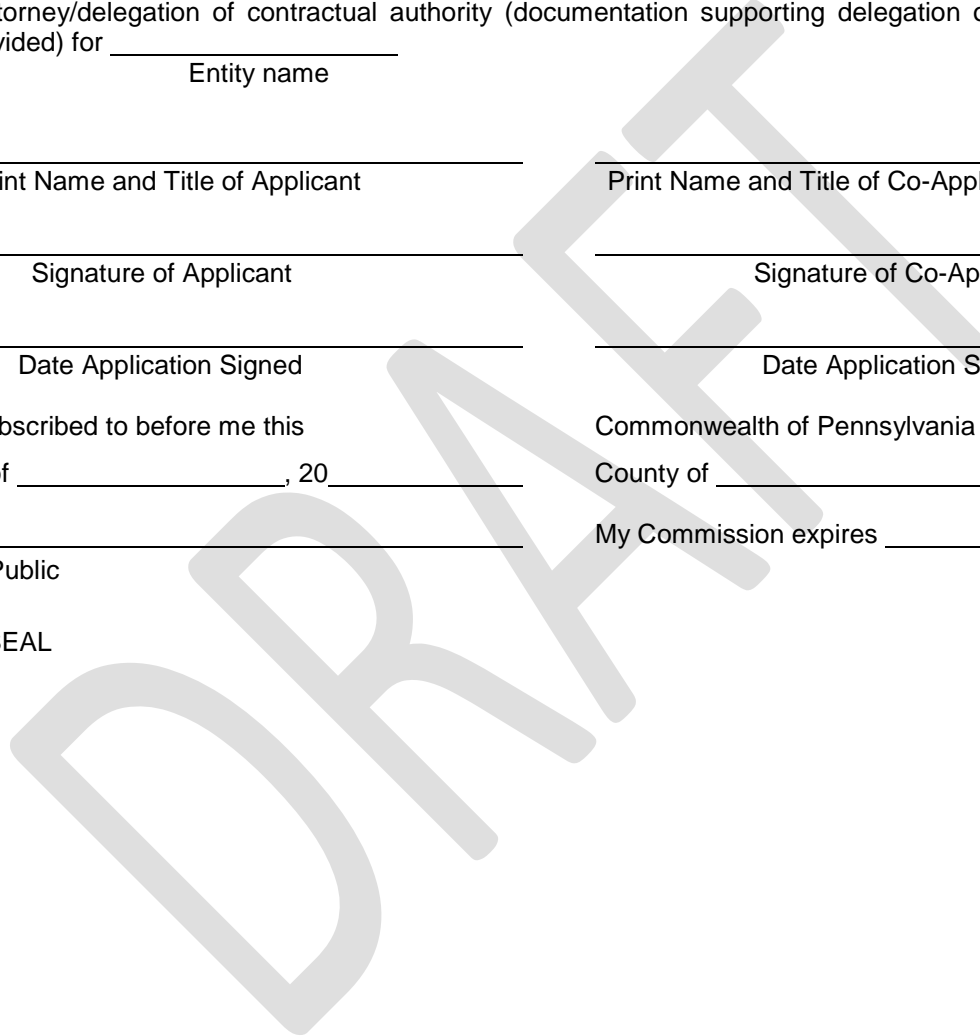 torney/delegation of contractual authority (documentation supporting delegation
vided) for
Entity name
int Name and Title of Applicant
Print Name and Title of Co-Appl
Signature of Applicant
Signature of Co-Ap
Date Application Signed
Date Application S
bscribed to before me this
of , 20
Public
SEAL
Commonwealth of Pennsylvania
County of
My Commission expires
DRAFT